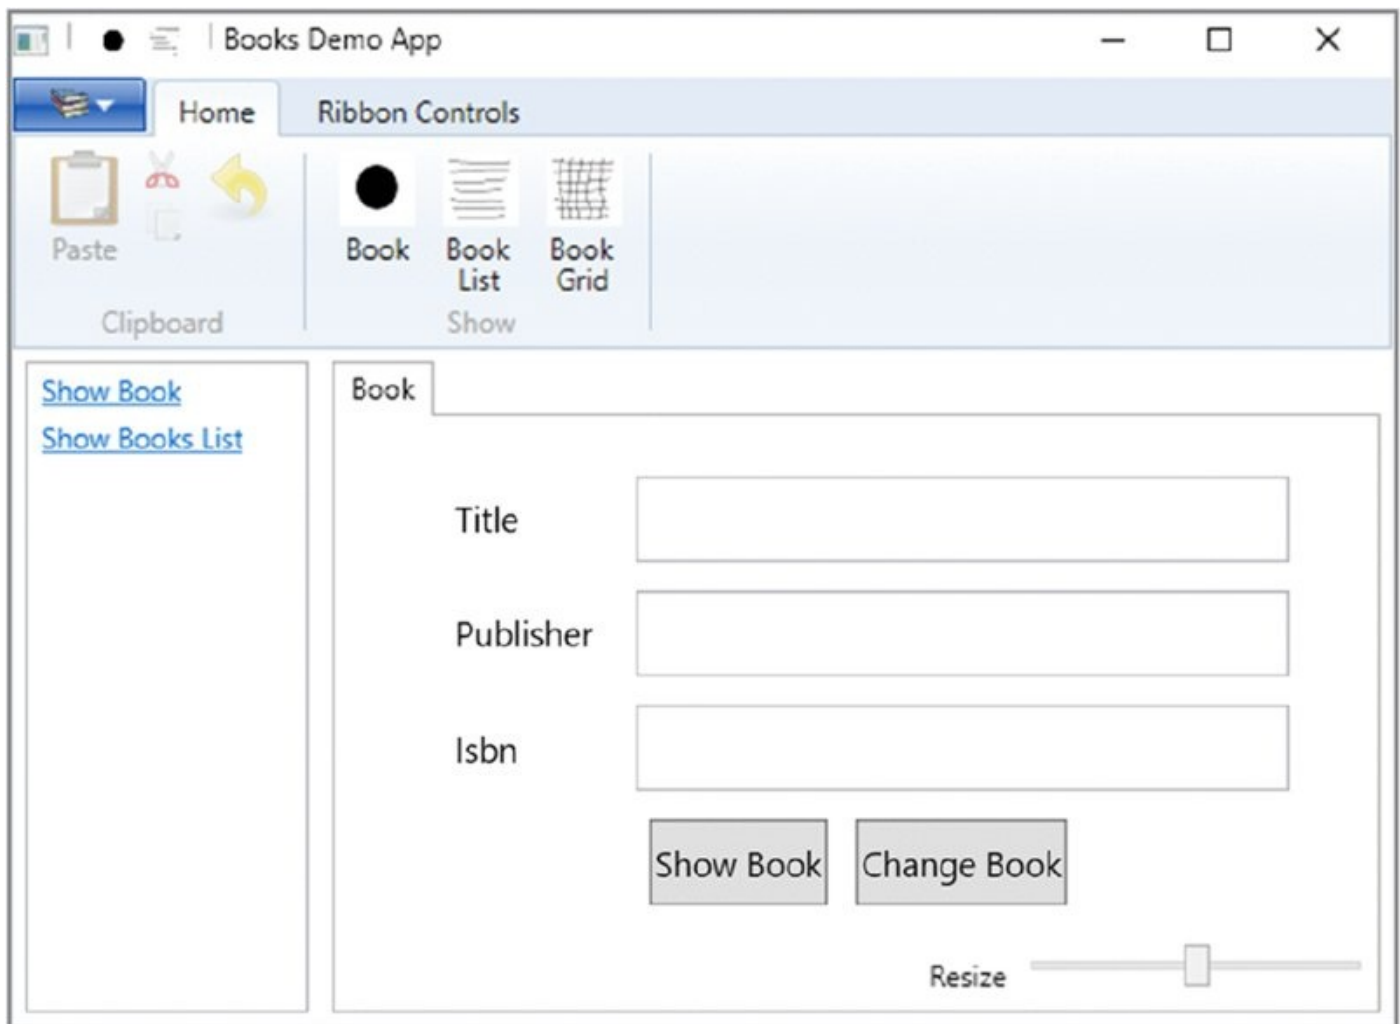 Books Demo App
Home
Ribbon Controls
Paste
Clipboard
Book
Book List
Book Grid
Show
Show Book
Show Books List
Book
Title
Publisher
Isbn
Show Book
Change Book
Resize